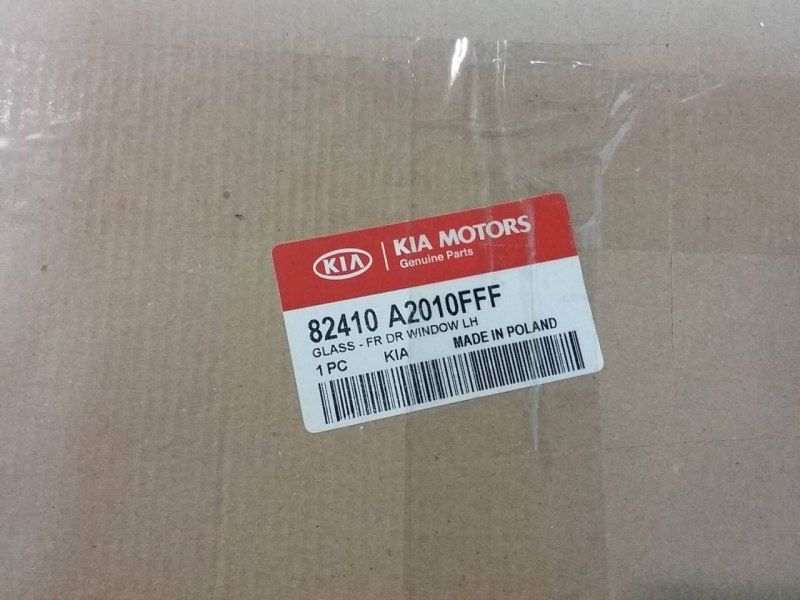 KIA
KIA MOTORS
Genuine Parts
82410 A2010FFF
GLASS - FR DR WINDOW LH
1 PC KIA MADE IN POLAND